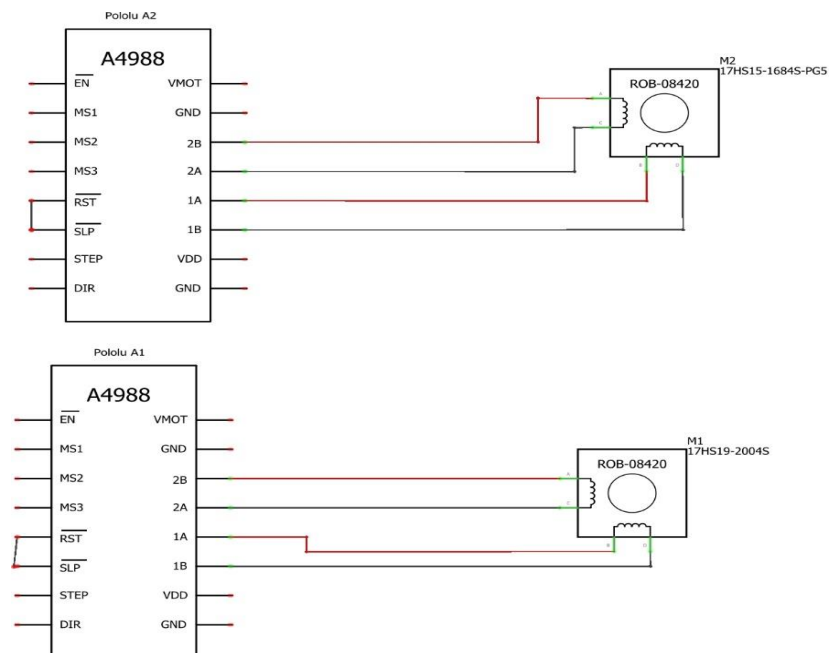 Pololu A2
A4988
EN VMOT
MS1 GND
MS2 2B
MS3 2A
RST 1A
SLP 1B
STEP VDD
DIR GND
M2
17HS15-1684S-PG5
ROB-08420
A
C
B D
Pololu A1
A4988
EN VMOT
MS1 GND
MS2 2B
MS3 2A
RST 1A
SLP 1B
STEP VDD
DIR GND
M1
17HS19-2004S
ROB-08420
A
C
B D